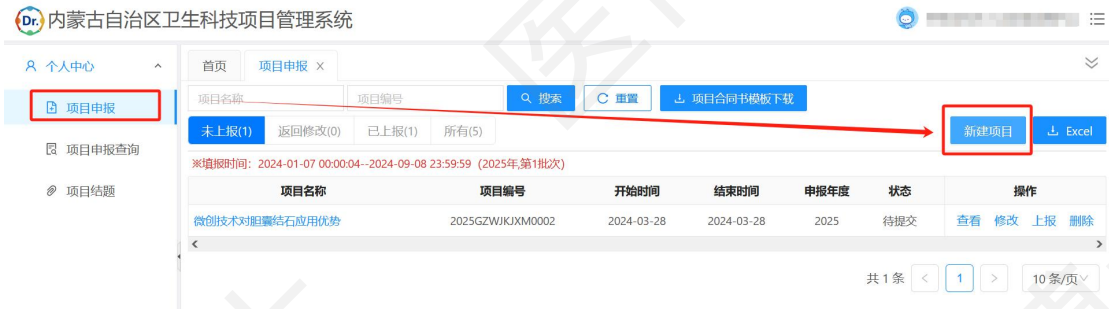 Dr. 内蒙古自治区卫生科技项目管理系统
个人中心
项目申报
项目申报查询
项目结题
首页 项目申报 ×
项目名称 项目编号 搜索 重置 项目合同书模板下载
未上报(1) 返回修改(0) 已上报(1) 所有(5) 新建项目 Excel
※填报时间：2024-01-07 00:00:04--2024-09-08 23:59:59 (2025年,第1批次)
项目名称 项目编号 开始时间 结束时间 申报年度 状态 操作
微创技术对胆囊结石应用优势 2025GZWJKJXM0002 2024-03-28 2024-03-28 2025 待提交 查看 修改 上报 删除
共 1 条 < 1 > 10 条/页